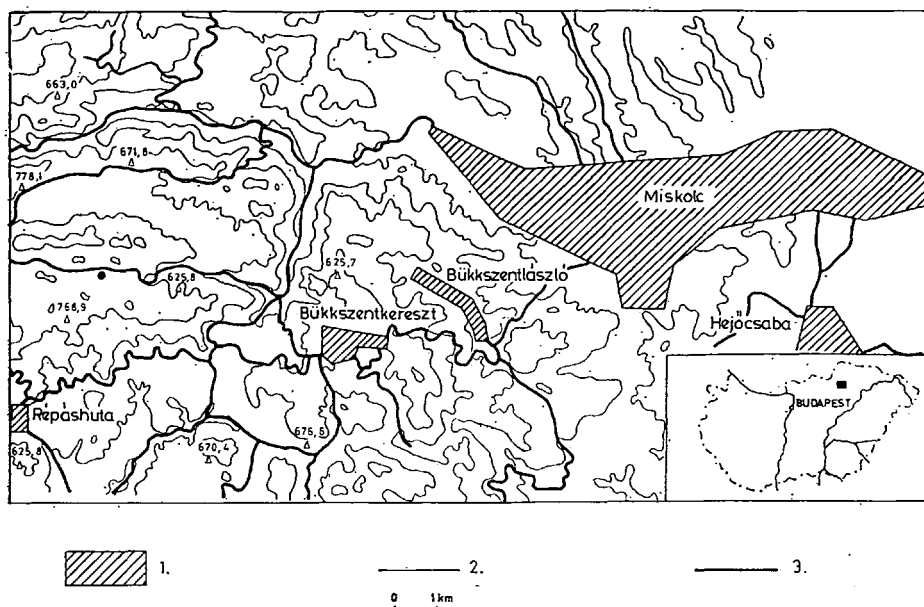 663,0
671,8
778,1
Miskolc
625,7
Bükkszentlászló
625,8
766,9
Bükkszentkereszt
Hejőcsaba
BUDAPEST
Répáshuta
676,5
670,4
625,8
1.
2.
3.
0 1km